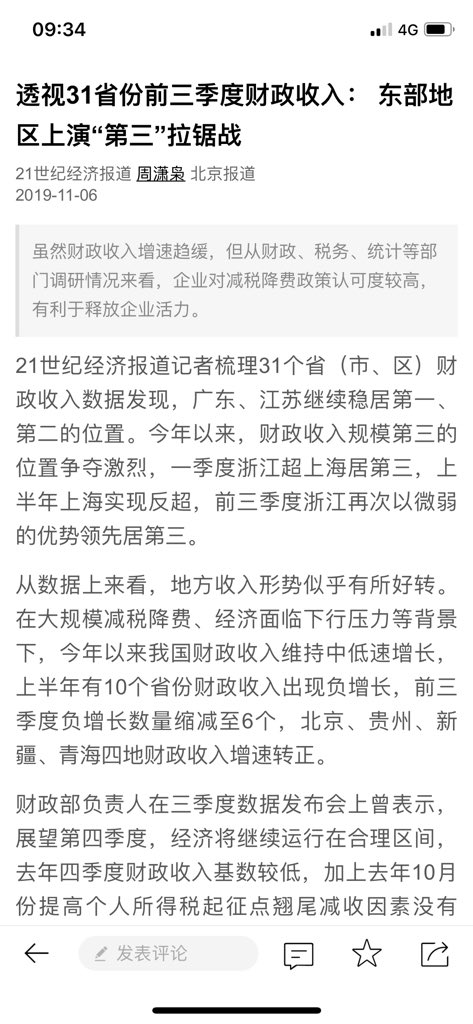 09:34
4G
透视31省份前三季度财政收入： 东部地
区上演“第三”拉锯战
21世纪经济报道 周潇枭 北京报道
2019-11-06
虽然财政收入增速趋缓，但从财政、税务、统计等部
门调研情况来看，企业对减税降费政策认可度较高，
有利于释放企业活力。
21世纪经济报道记者梳理31个省（市、区）财
政收入数据发现，广东、江苏继续稳居第一、
第二的位置。今年以来，财政收入规模第三的
位置争夺激烈，一季度浙江超上海居第三，上
半年上海实现反超，前三季度浙江再次以微弱
的优势领先居第三。
从数据上来看，地方收入形势似乎有所好转。
在大规模减税降费、经济面临下行压力等背景
下，今年以来我国财政收入维持中低速增长，
上半年有10个省份财政收入出现负增长，前三
季度负增长数量缩减至6个，北京、贵州、新
疆、青海四地财政收入增速转正。
财政部负责人在三季度数据发布会上曾表示，
展望第四季度，经济将继续运行在合理区间，
去年四季度财政收入基数较低，加上去年10月
份提高个人所得税起征点翘尾减收因素没有
发表评论